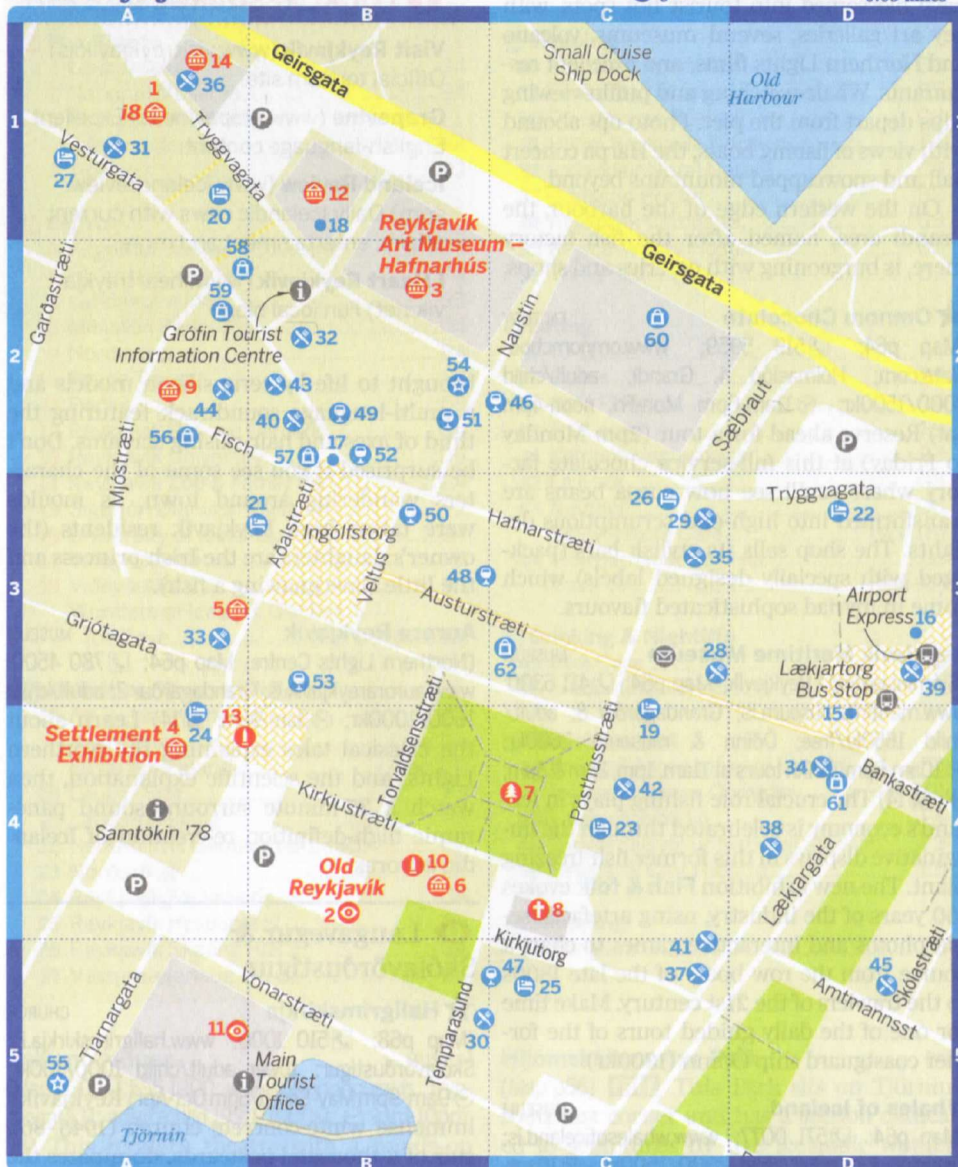 A
B
C
D
Geirsgata
Small Cruise
Ship Dock
Old
Harbour
14
36
1
i8
P
1
31
Tryggvagata
Vesturgata
27
20
12
18
P
Reykjavík
Art Museum –
Hafnarhús
3
Geirsgata
58
P
59
i
Garðastræti
Grófin Tourist
Information Centre
32
Naustin
60
2
9
44
43
54
46
Sæbraut
56
Fisch
40
49
51
P
57
17
52
Mjóstræti
21
Aðalstræti
Ingólfstorg
Veltus
50
Hafnarstræti
26
29
Tryggvagata
22
35
48
Austurstræti
3
Airport
Express
16
Grjótagata
5
33
62
28
Lækjartorg
Bus Stop
39
53
15
19
4
24
13
Settlement
Exhibition
Torvaldsensstræti
Pósthússtræti
34
61
Bankastræti
Kirkjustræti
7
42
i
Samtökin '78
23
38
4
P
P
Old
Reykjavík
10
6
2
8
Lækjargata
Kirkjutorg
41
37
47
25
45
Skólastræti
Amtmannsst
Tjarnargata
Vonarstræti
Templarasund
30
11
55
P
i
Main
Tourist
Office
5
P
Tjörnin
A
B
C
D